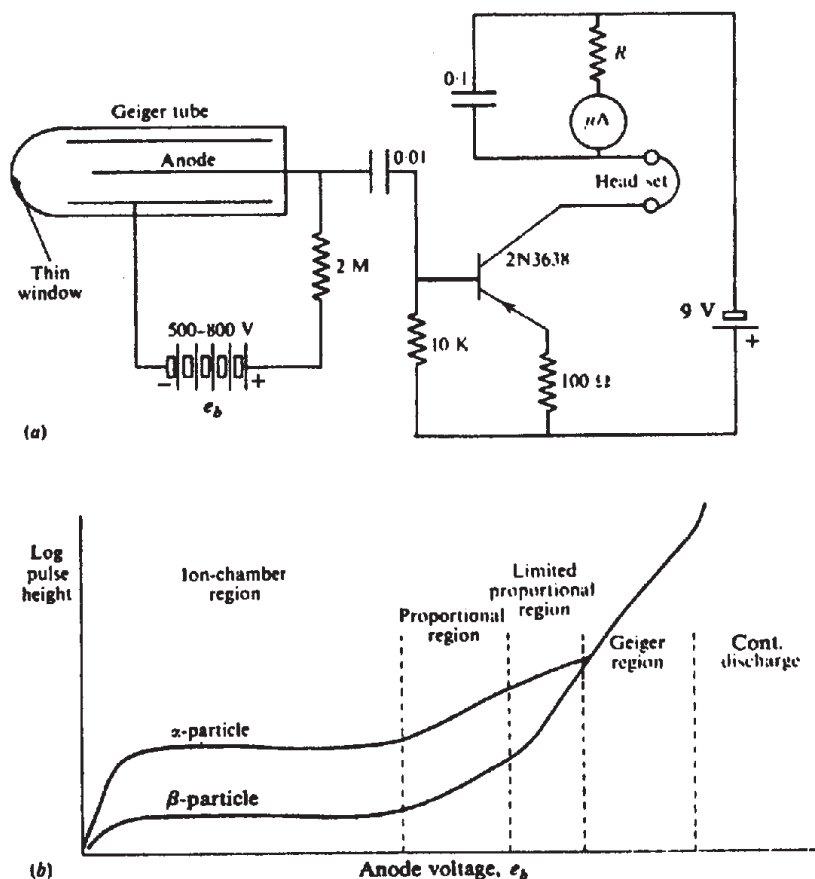 Geiger tube
Anode
Thin
window
500–800 V
–
+
e_b
2 M
0·01
10 K
2N3638
100 Ω
0·1
R
μA
Head set
9 V
+
(a)
Log
pulse
height
Ion-chamber
region
Proportional
region
Limited
proportional
region
Geiger
region
Cont.
discharge
α-particle
β-particle
(b)
Anode voltage, e_b